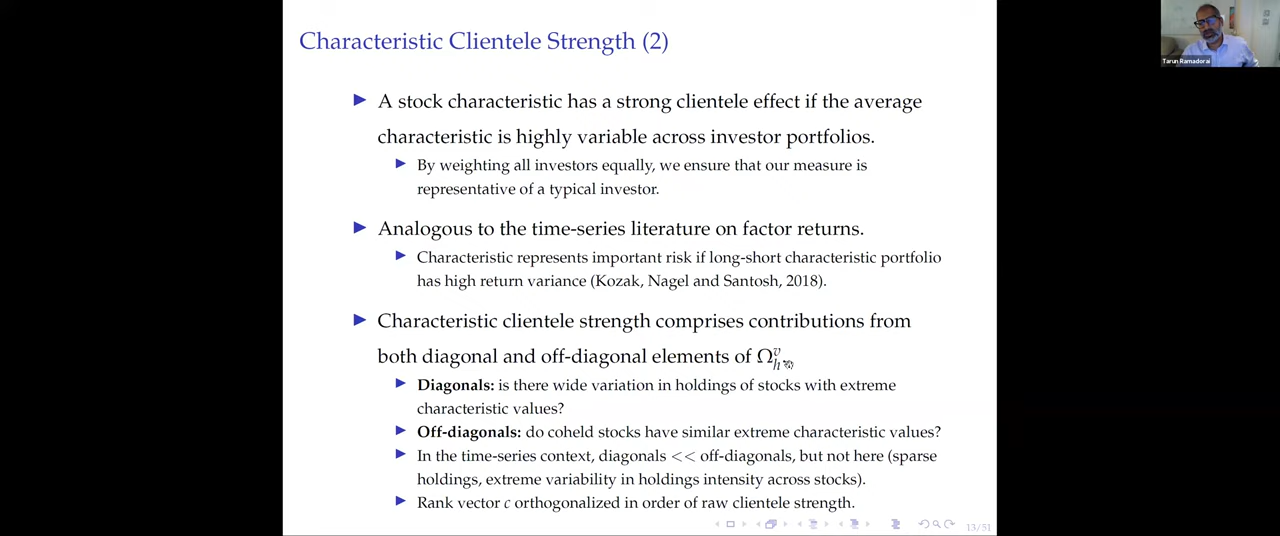 Characteristic Clientele Strength (2)
Tarun Ramadorai
▶ A stock characteristic has a strong clientele effect if the average
characteristic is highly variable across investor portfolios.
▶ By weighting all investors equally, we ensure that our measure is
representative of a typical investor.
▶ Analogous to the time-series literature on factor returns.
▶ Characteristic represents important risk if long-short characteristic portfolio
has high return variance (Kozak, Nagel and Santosh, 2018).
▶ Characteristic clientele strength comprises contributions from
both diagonal and off-diagonal elements of Ω_h^v
▶ Diagonals: is there wide variation in holdings of stocks with extreme
characteristic values?
▶ Off-diagonals: do coheld stocks have similar extreme characteristic values?
▶ In the time-series context, diagonals << off-diagonals, but not here (sparse
holdings, extreme variability in holdings intensity across stocks).
▶ Rank vector c orthogonalized in order of raw clientele strength.
13/51